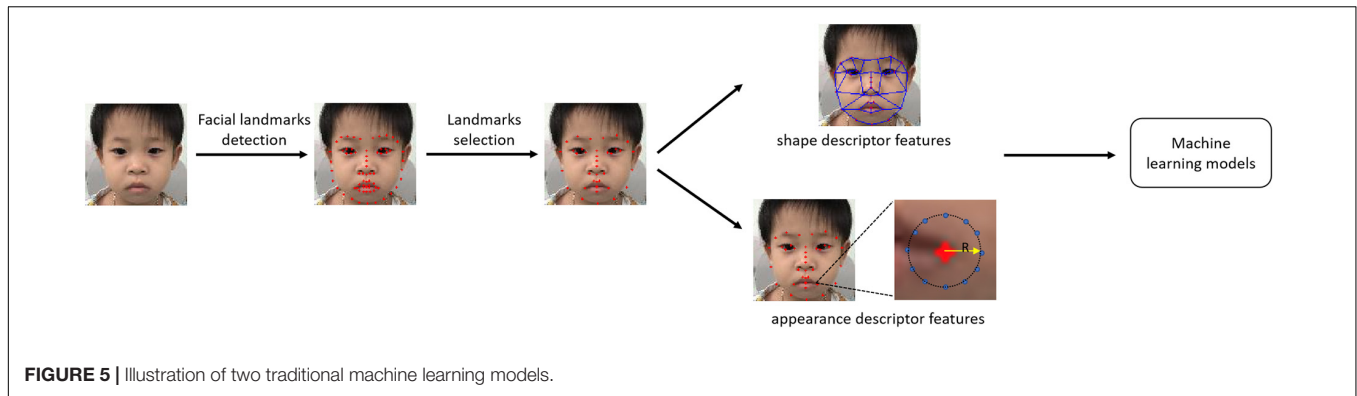 Facial landmarks
detection
Landmarks
selection
shape descriptor features
R
appearance descriptor features
Machine
learning models
FIGURE 5 | Illustration of two traditional machine learning models.